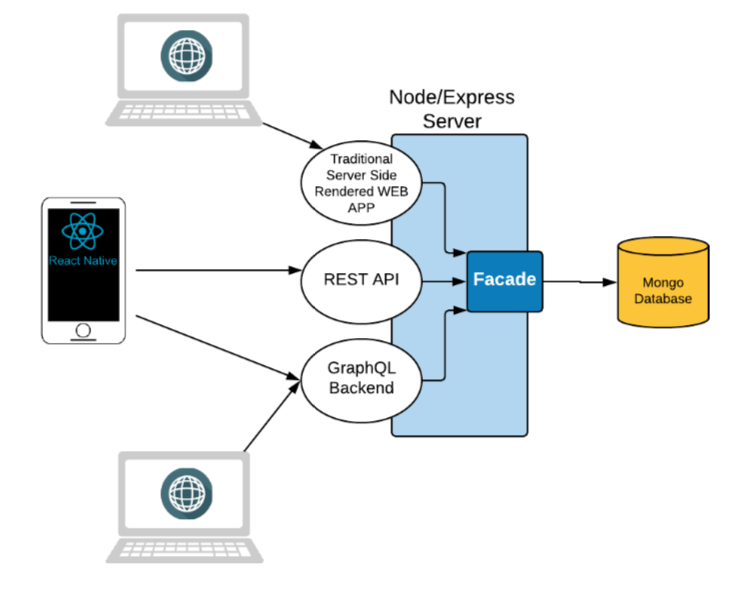 Node/Express
Server
Traditional
Server Side
Rendered WEB
APP
React Native
REST API
Facade
Mongo
Database
GraphQL
Backend